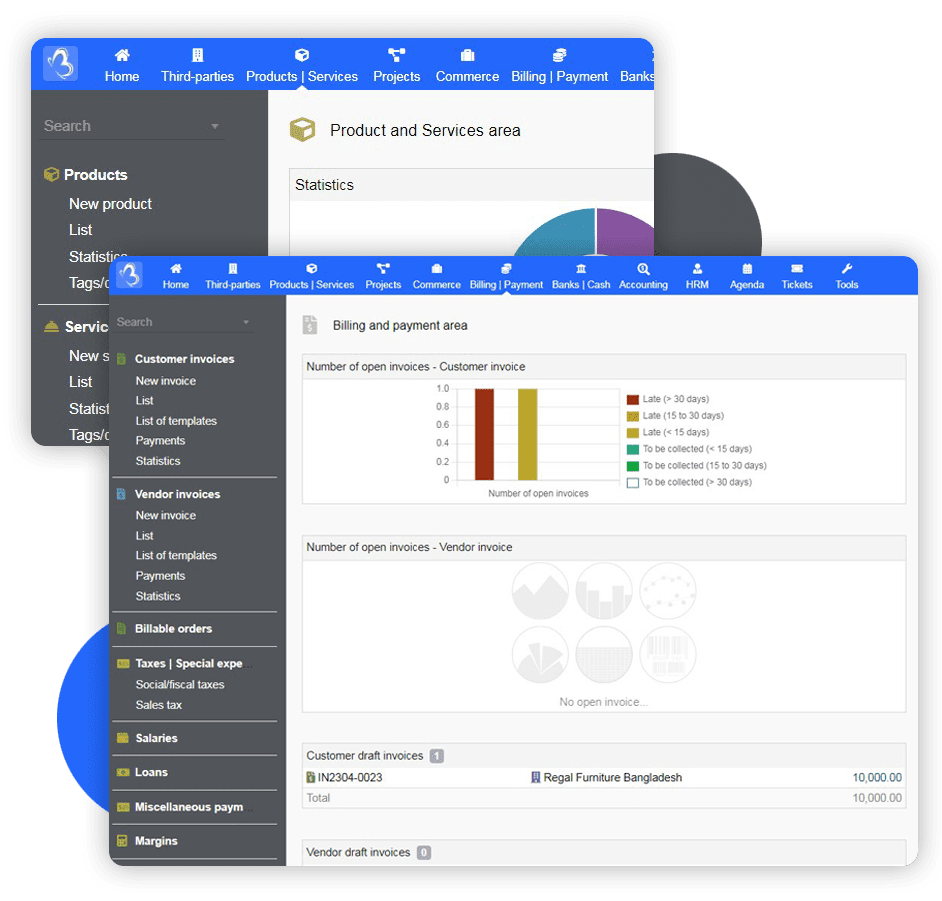 Home Third-parties Products | Services Projects Commerce Billing | Payment Banks
Search
Product and Services area
Products
Statistics
New product
List
Statistics
Tags/c
Servic
New s
List
Statist
Tags/c
Home Third-parties Products | Services Projects Commerce Billing | Payment Banks | Cash Accounting HRM Agenda Tickets Tools
Search
Customer invoices
New invoice
List
List of templates
Payments
Statistics
Vendor invoices
New invoice
List
List of templates
Payments
Statistics
Billable orders
Taxes | Special expe
Social/fiscal taxes
Sales tax
Salaries
Loans
Miscellaneous paym
Margins
Billing and payment area
Number of open invoices - Customer invoice
1.0
0.8
0.6
0.4
0.2
0
Number of open invoices
Late (> 30 days)
Late (15 to 30 days)
Late (< 15 days)
To be collected (< 15 days)
To be collected (15 to 30 days)
To be collected (> 30 days)
Number of open invoices - Vendor invoice
No open invoice...
Customer draft invoices 1
IN2304-0023 Regal Furniture Bangladesh 10,000.00
Total 10,000.00
Vendor draft invoices 0